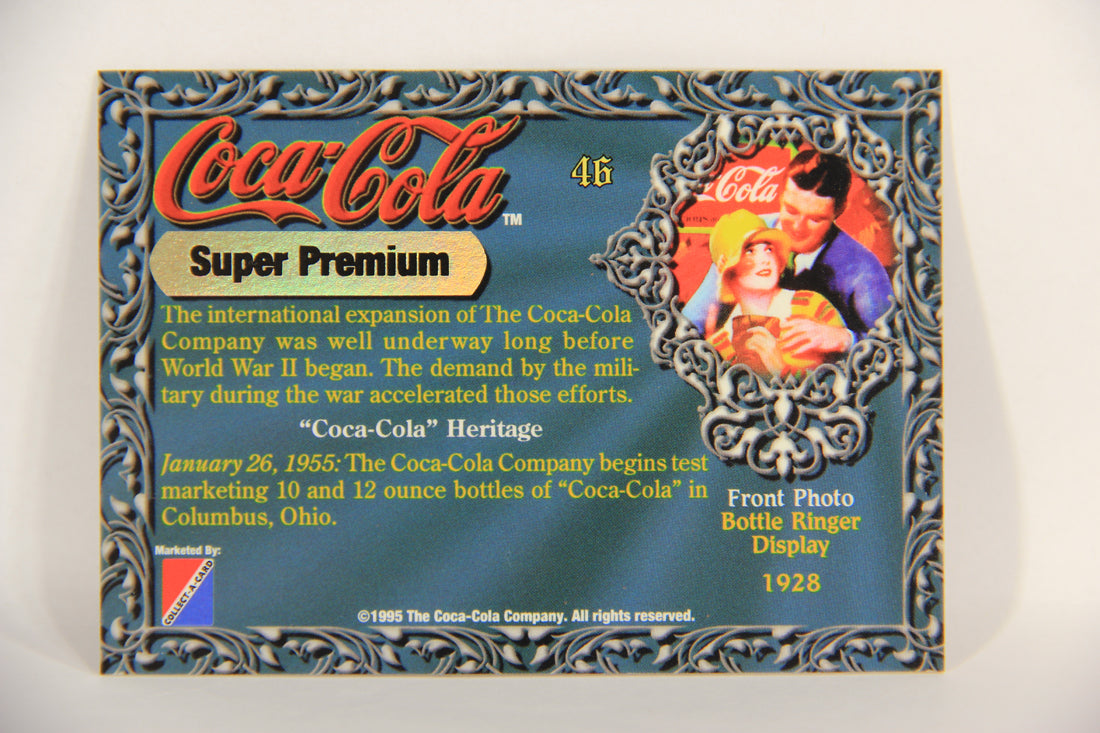 Coca-Cola™
46
Super Premium
The international expansion of The Coca-Cola
Company was well underway long before
World War II began. The demand by the mili-
tary during the war accelerated those efforts.
“Coca-Cola” Heritage
January 26, 1955: The Coca-Cola Company begins test
marketing 10 and 12 ounce bottles of “Coca-Cola” in
Columbus, Ohio.
Cola
Front Photo
Bottle Ringer
Display
1928
Marketed By:
COLLECT-A-CARD
©1995 The Coca-Cola Company. All rights reserved.